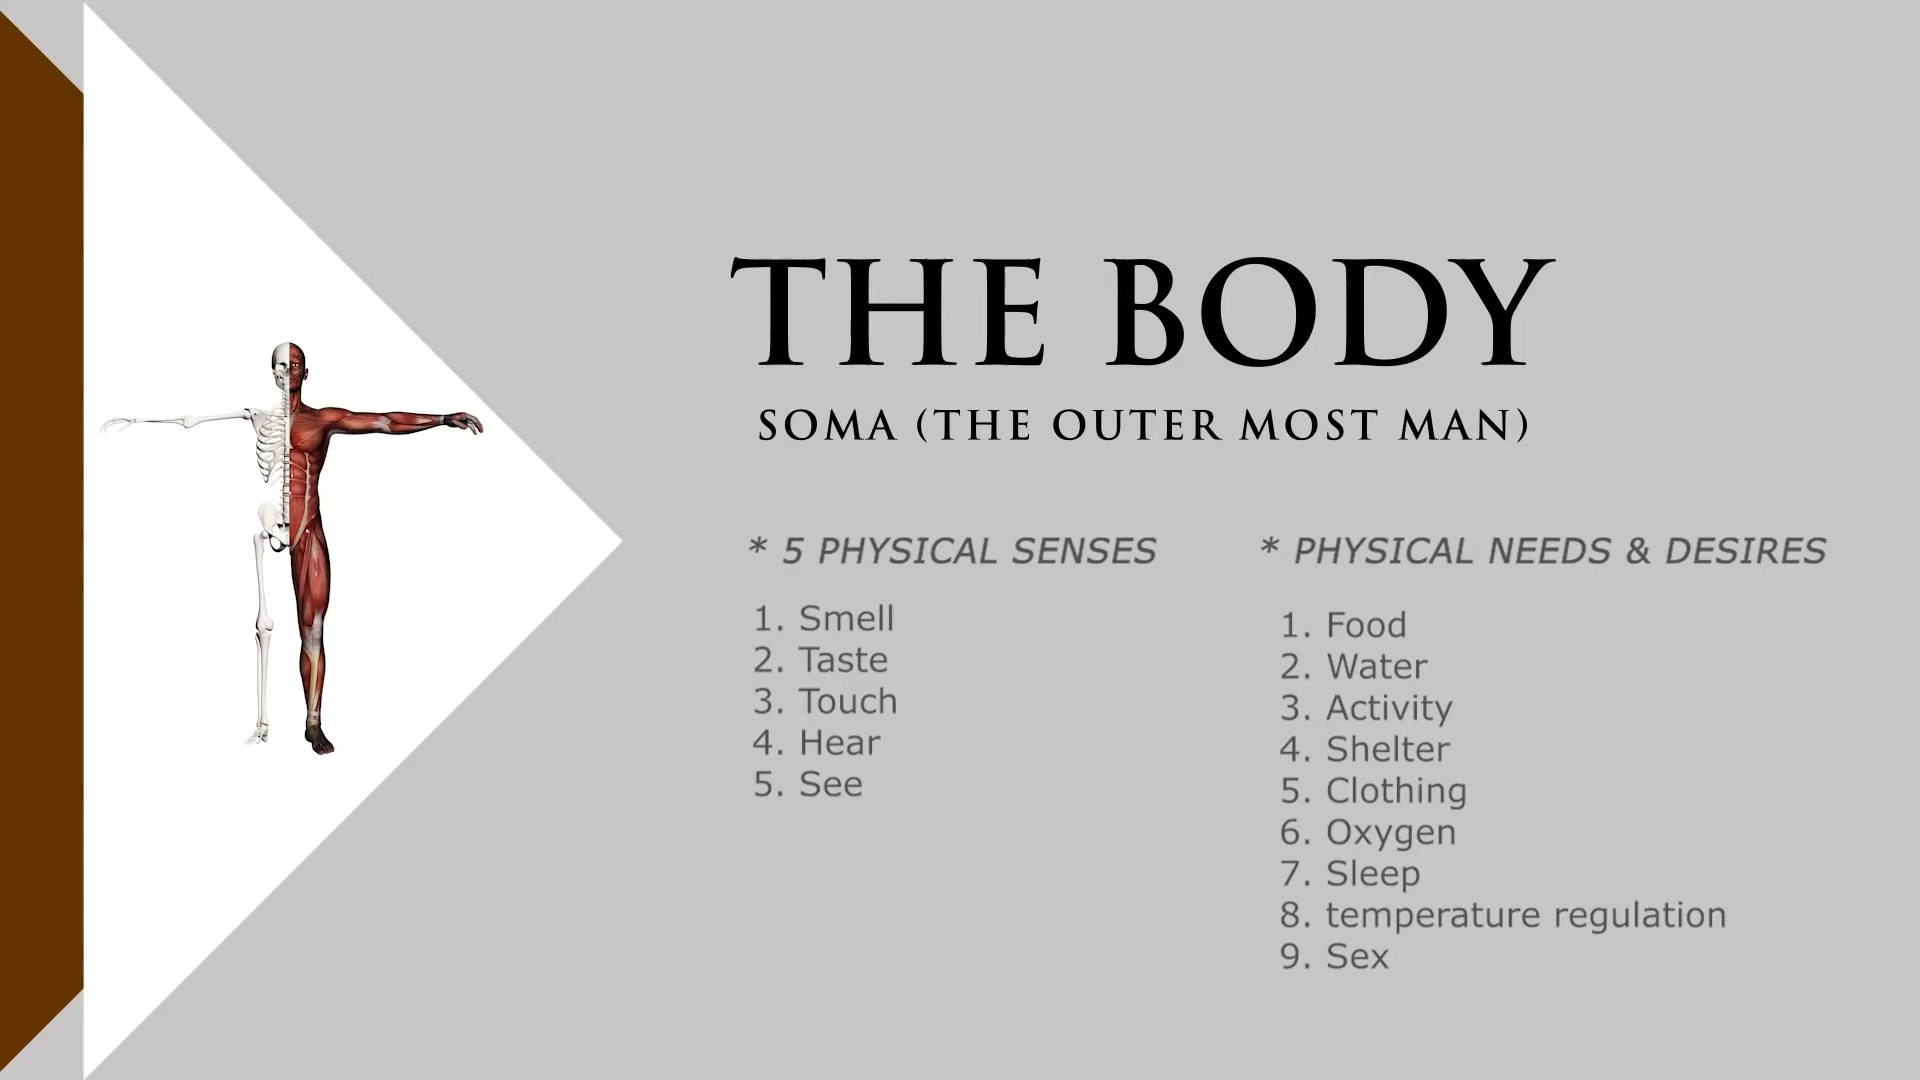 THE BODY
SOMA (THE OUTER MOST MAN)
* 5 PHYSICAL SENSES
1. Smell
2. Taste
3. Touch
4. Hear
5. See
* PHYSICAL NEEDS & DESIRES
1. Food
2. Water
3. Activity
4. Shelter
5. Clothing
6. Oxygen
7. Sleep
8. temperature regulation
9. Sex